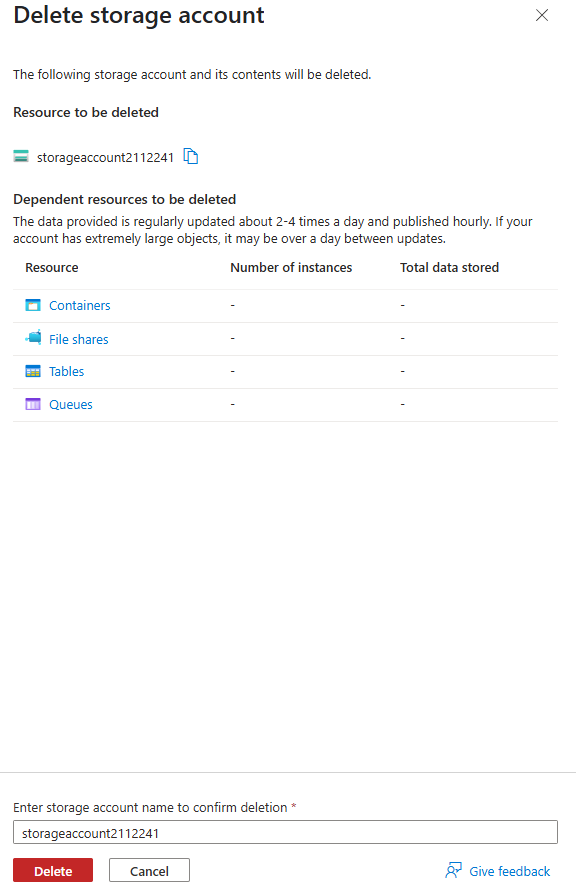 Delete storage account
The following storage account and its contents will be deleted.
Resource to be deleted
storageaccount2112241
Dependent resources to be deleted
The data provided is regularly updated about 2-4 times a day and published hourly. If your
account has extremely large objects, it may be over a day between updates.
Resource Number of instances Total data stored
Containers - -
File shares - -
Tables - -
Queues - -
Enter storage account name to confirm deletion *
storageaccount2112241
Delete Cancel Give feedback